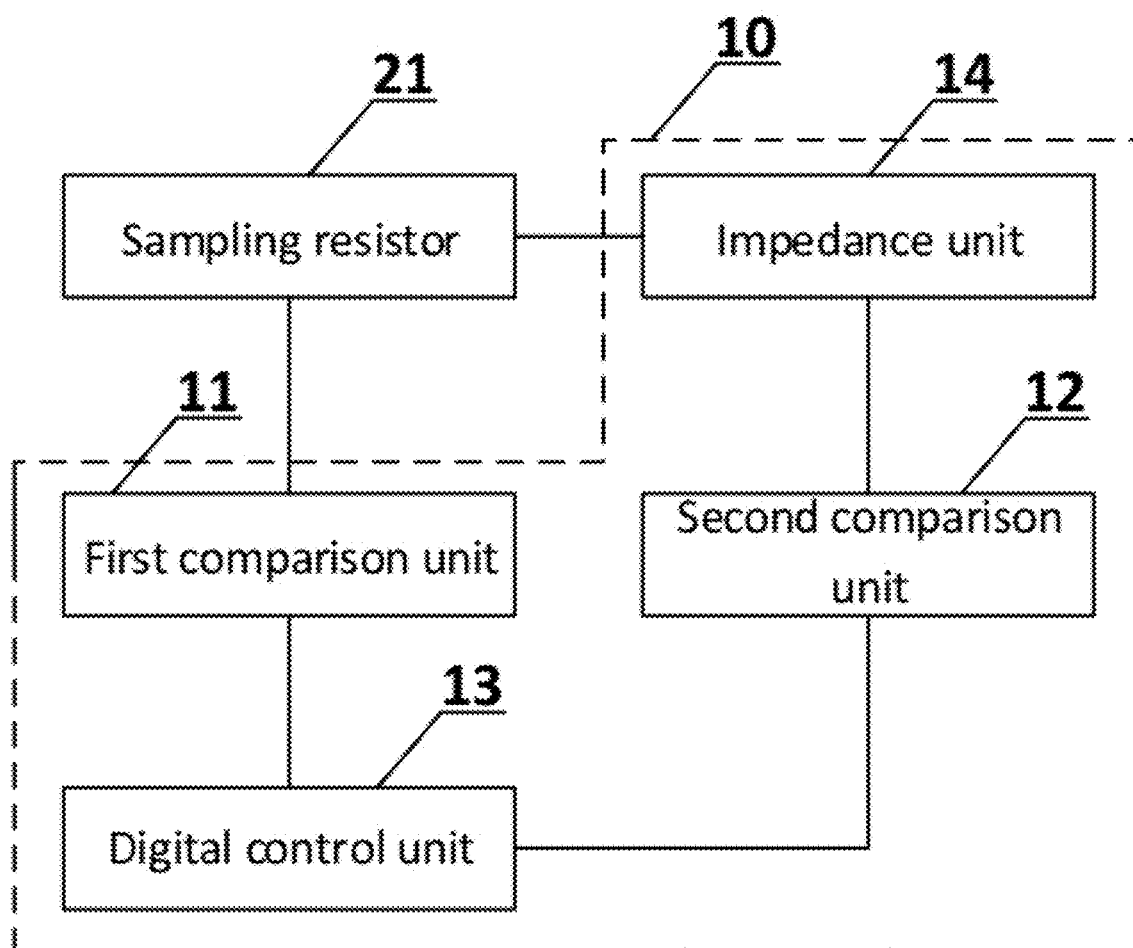 10
21
14
Sampling resistor
Impedance unit
11
12
First comparison unit
Second comparison
unit
13
Digital control unit